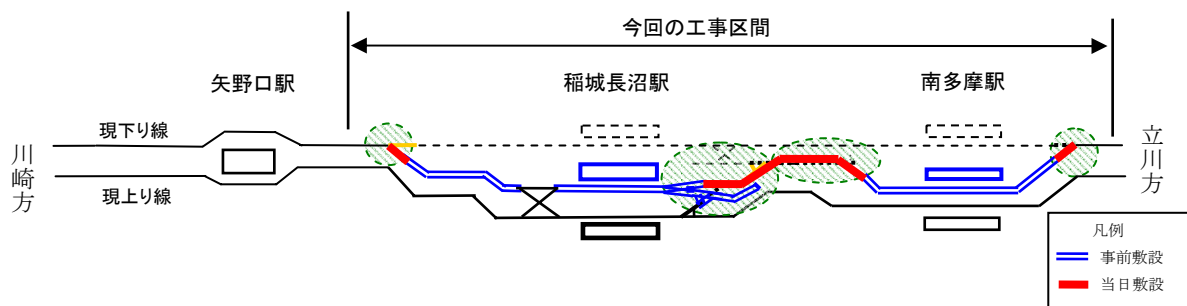 今回の工事区間
矢野口駅
稲城長沼駅
南多摩駅
現下り線
川崎方
立川方
現上り線
凡例
事前敷設
当日敷設